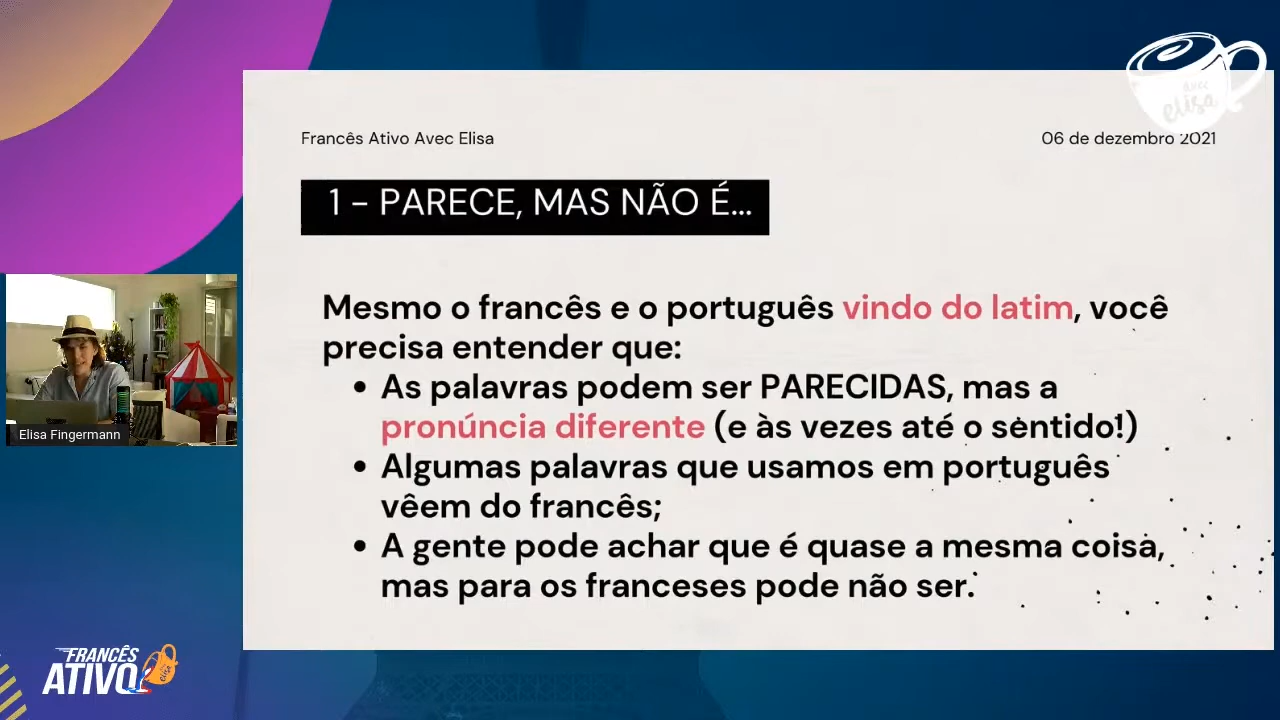 avec
elisa
Francês Ativo Avec Elisa
06 de dezembro 2021
1 – PARECE, MAS NÃO É...
Mesmo o francês e o português vindo do latim, você
precisa entender que:
• As palavras podem ser PARECIDAS, mas a
pronúncia diferente (e às vezes até o sentido!)
• Algumas palavras que usamos em português
vêem do francês;
• A gente pode achar que é quase a mesma coisa,
mas para os franceses pode não ser.
Elisa Fingermann
FRANCÊS
ATIVO
elisa